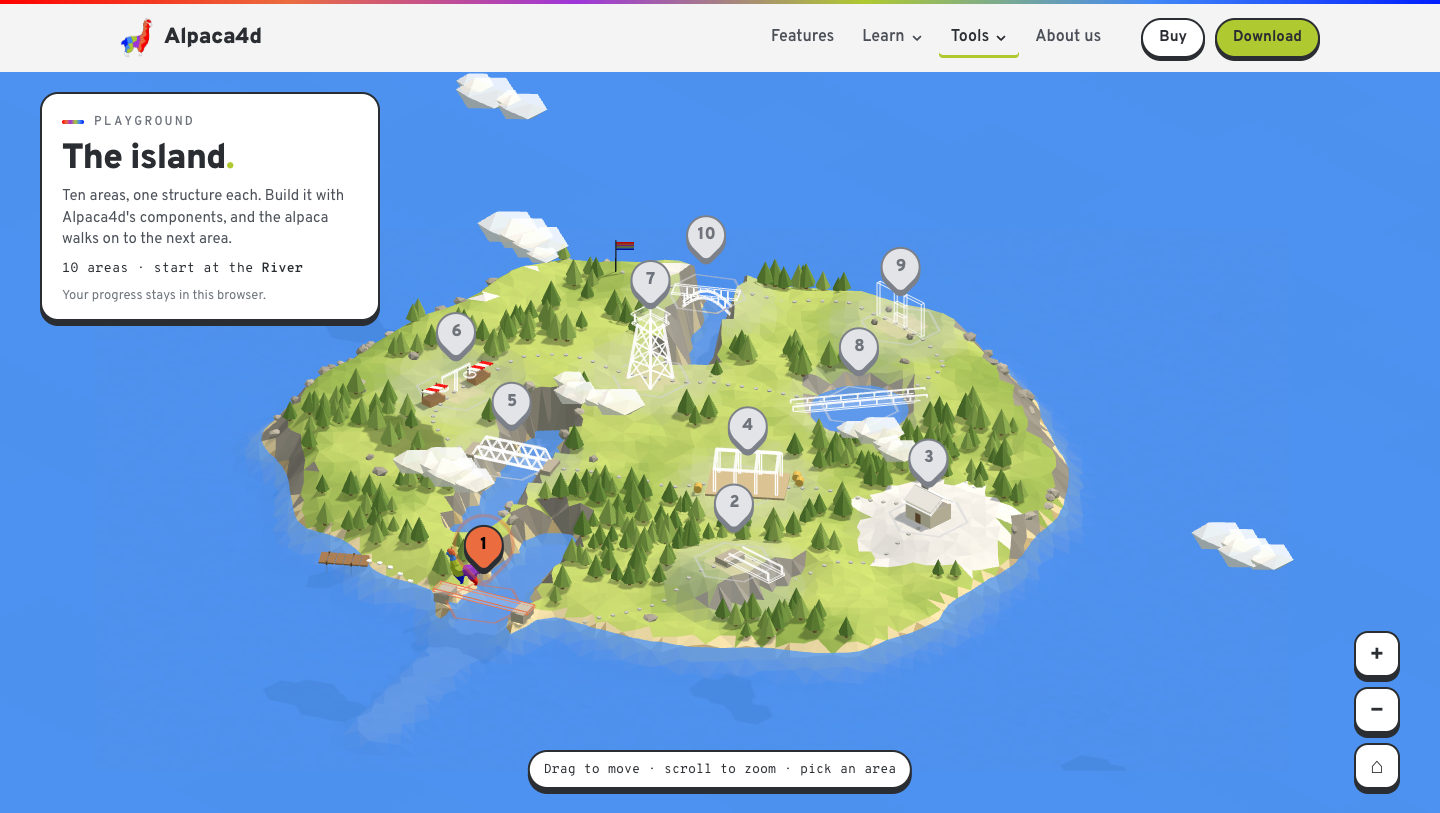 Alpaca4d
Features
Learn
Tools
About us
Buy
Download
PLAYGROUND
The island.
Ten areas, one structure each. Build it with
Alpaca4d's components, and the alpaca
walks on to the next area.
10 areas · start at the River
Your progress stays in this browser.
10
9
7
6
8
5
4
3
2
1
+
−
Drag to move · scroll to zoom · pick an area